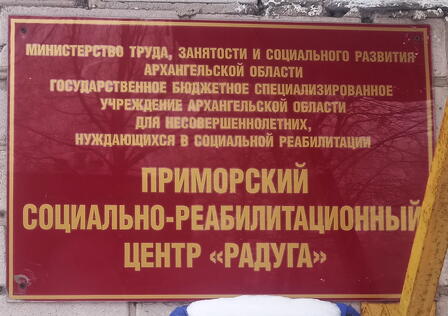 МИНИСТЕРСТВО ТРУДА, ЗАНЯТОСТИ И СОЦИАЛЬНОГО РАЗВИТИЯ
АРХАНГЕЛЬСКОЙ ОБЛАСТИ
ГОСУДАРСТВЕННОЕ БЮДЖЕТНОЕ СПЕЦИАЛИЗИРОВАННОЕ
УЧРЕЖДЕНИЕ АРХАНГЕЛЬСКОЙ ОБЛАСТИ
ДЛЯ НЕСОВЕРШЕННОЛЕТНИХ,
НУЖДАЮЩИХСЯ В СОЦИАЛЬНОЙ РЕАБИЛИТАЦИИ
ПРИМОРСКИЙ
СОЦИАЛЬНО-РЕАБИЛИТАЦИОННЫЙ
ЦЕНТР «РАДУГА»